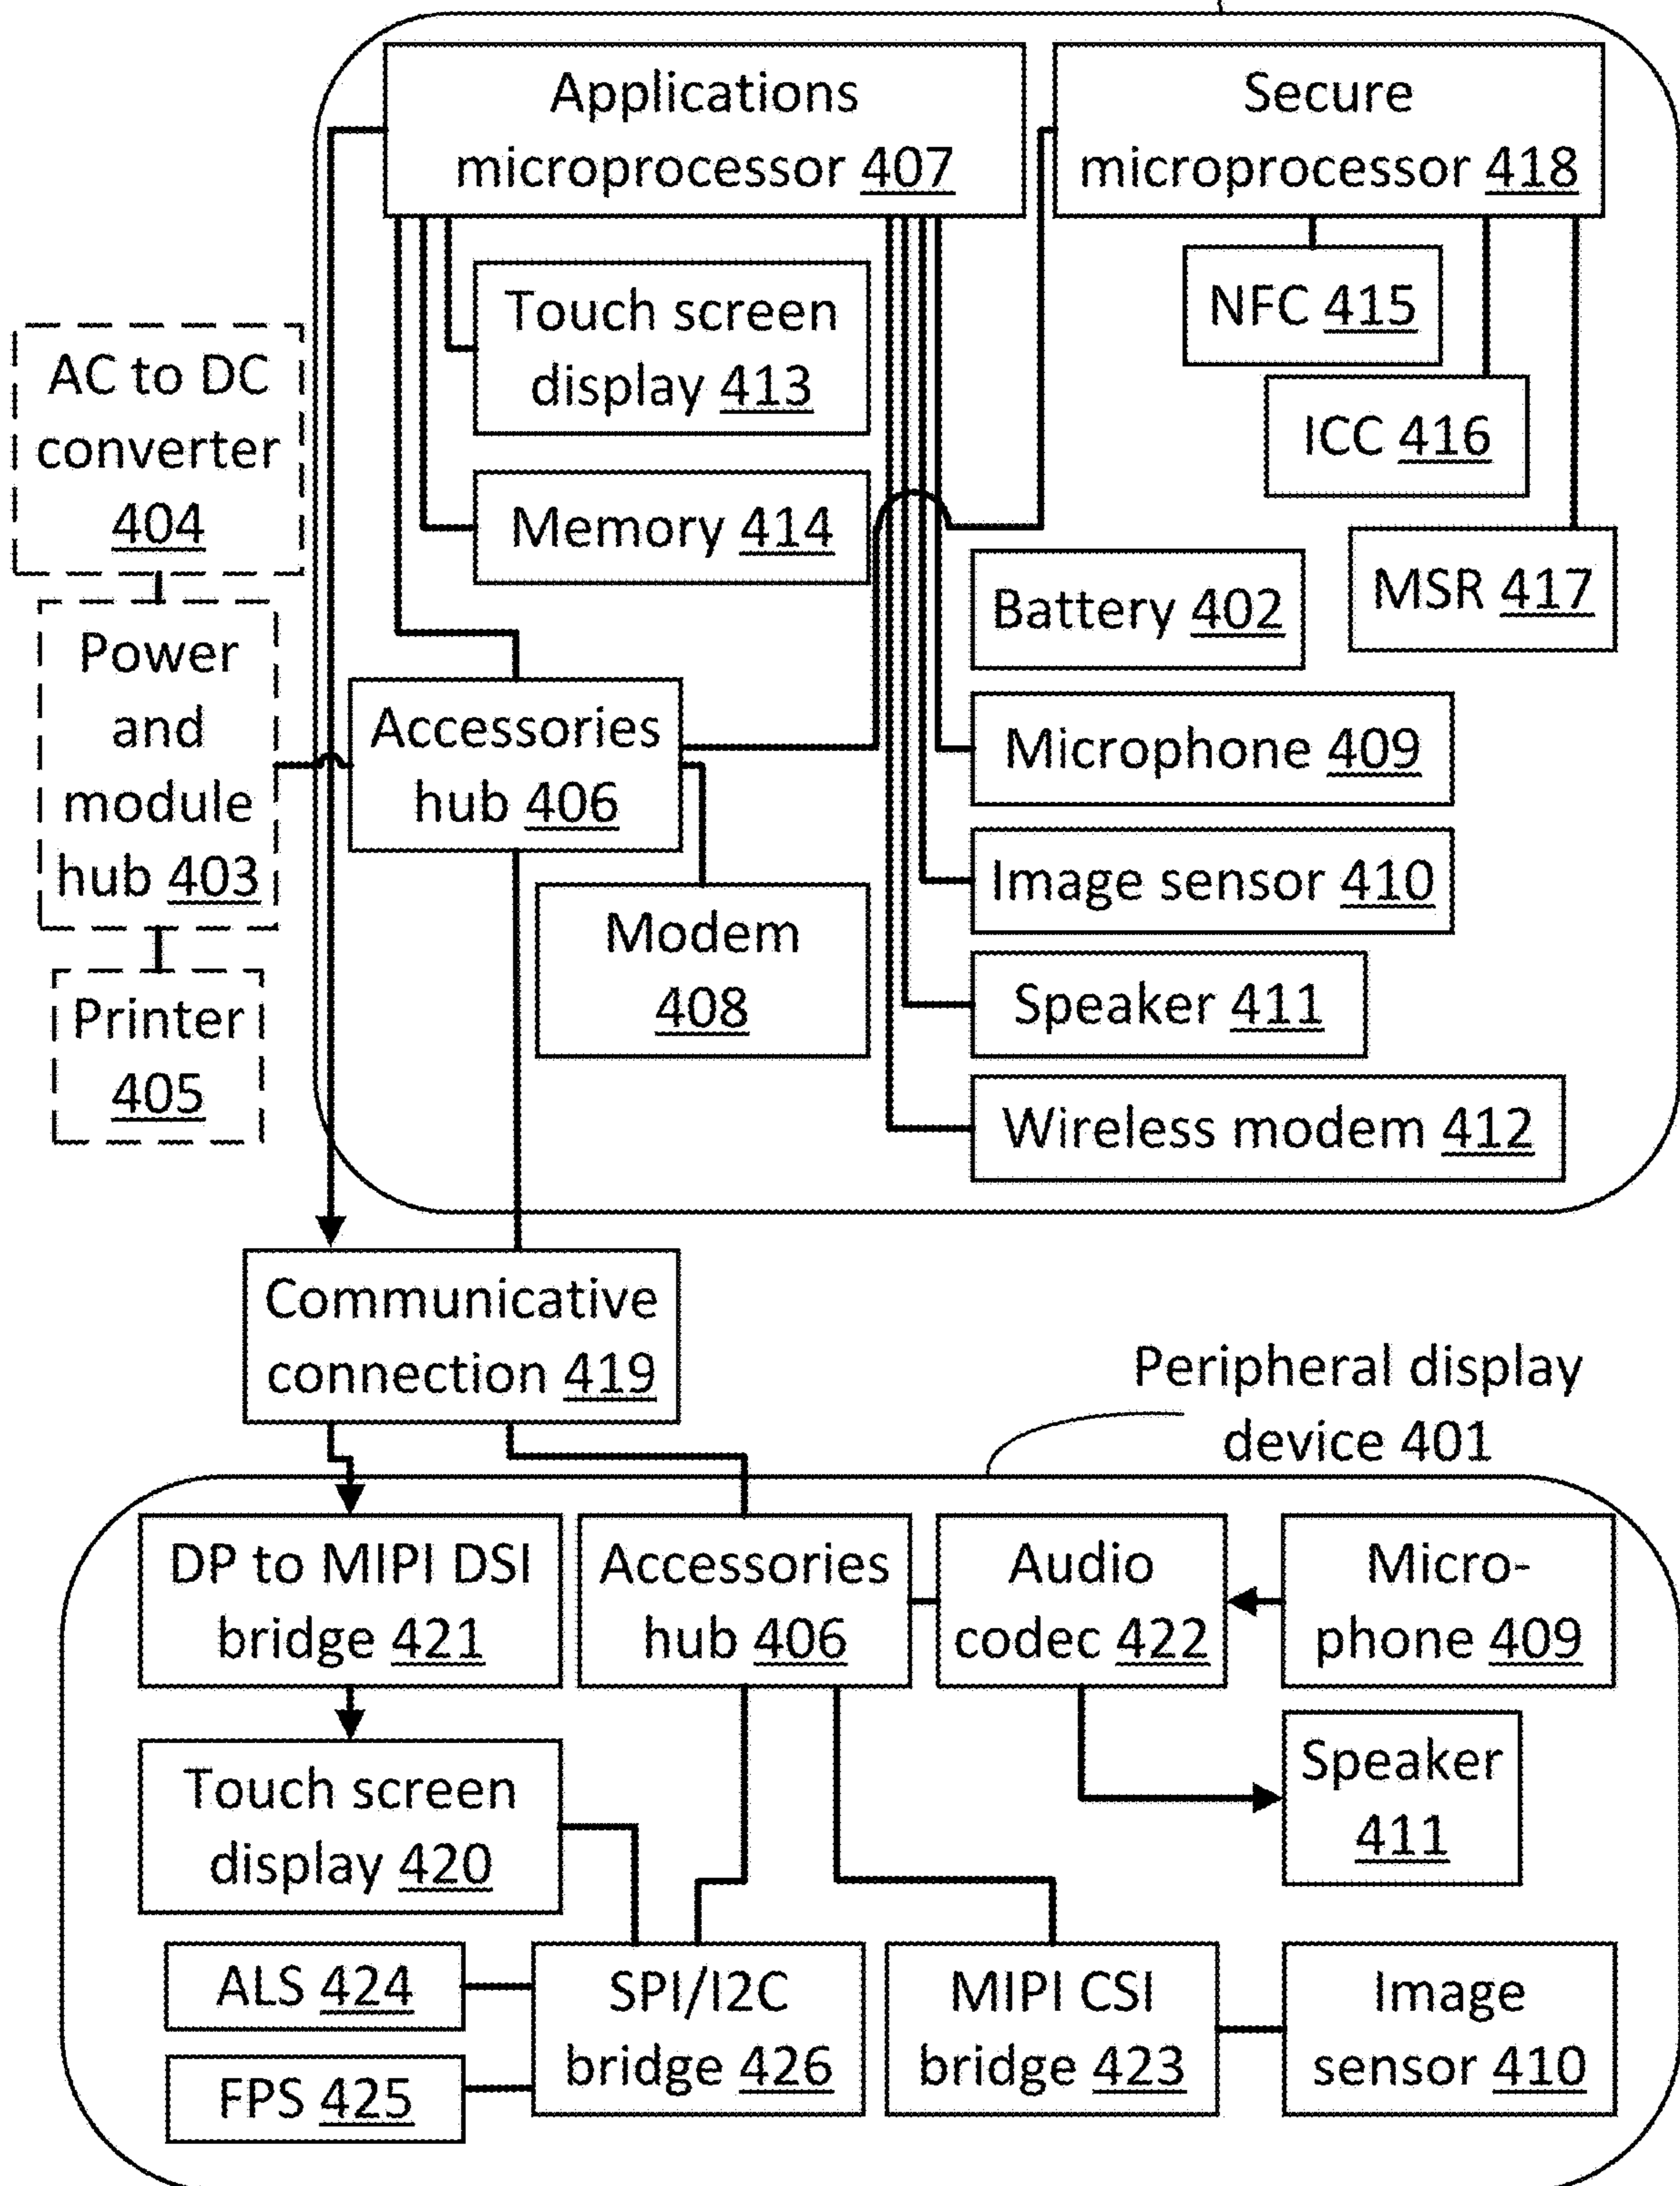 Applications
microprocessor 407
Secure
microprocessor 418
Touch screen
display 413
NFC 415
ICC 416
MSR 417
Memory 414
AC to DC
converter
404
Power
and
module
hub 403
Printer
405
Battery 402
Accessories
hub 406
Microphone 409
Image sensor 410
Modem
408
Speaker 411
Wireless modem 412
Communicative
connection 419
Peripheral display
device 401
DP to MIPI DSI
bridge 421
Accessories
hub 406
Audio
codec 422
Micro-
phone 409
Touch screen
display 420
Speaker
411
ALS 424
FPS 425
SPI/I2C
bridge 426
MIPI CSI
bridge 423
Image
sensor 410